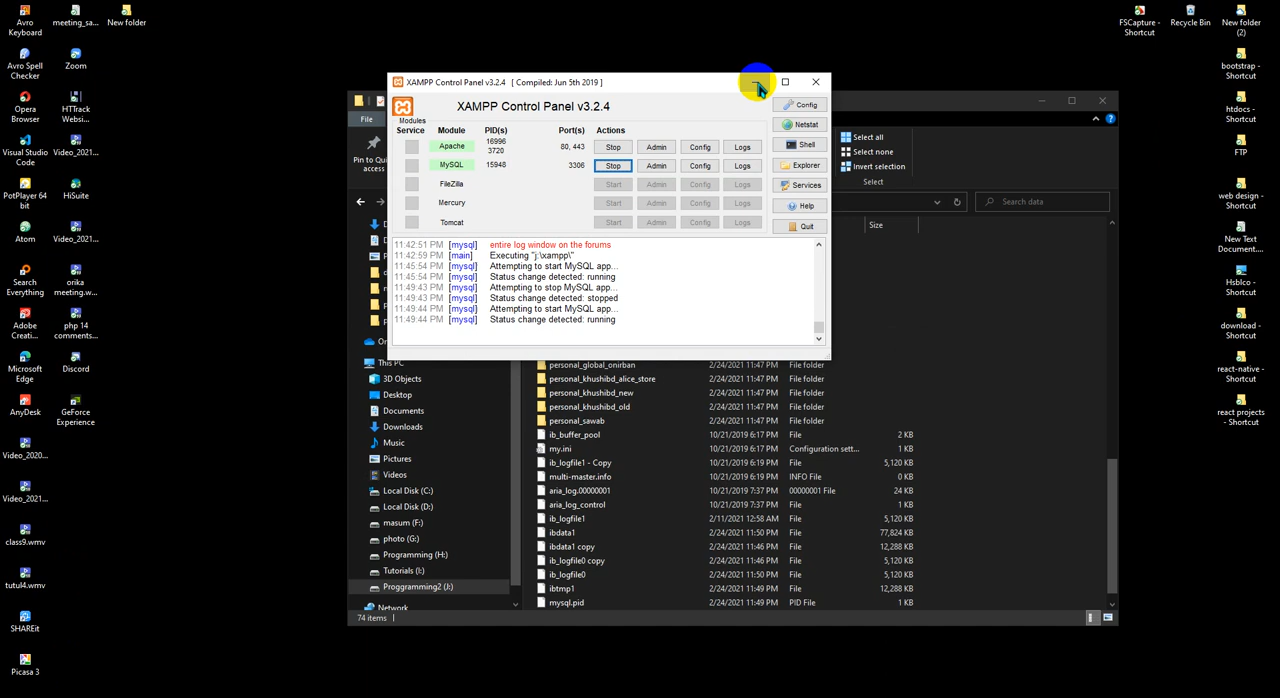 Avro Keyboard
meeting_sa...
New folder
Avro Spell Checker
Zoom
Opera Browser
HTTrack Websi...
Visual Studio Code
Video_2021...
PotPlayer 64 bit
HiSuite
Atom
Video_2021...
Search Everything
orika meeting.w...
Adobe Creati...
php 14 comments...
Microsoft Edge
Discord
AnyDesk
GeForce Experience
Video_2020...
Video_2021...
class9.wmv
tutul4.wmv
SHAREit
Picasa 3
XAMPP Control Panel v3.2.4 [ Compiled: Jun 5th 2019 ]
XAMPP Control Panel v3.2.4
Modules
Service Module PID(s) Port(s) Actions
Apache 16996 3720 80, 443 Stop Admin Config Logs
MySQL 15948 3306 Stop Admin Config Logs
FileZilla Start Admin Config Logs
Mercury Start Admin Config Logs
Tomcat Start Admin Config Logs
Config
Netstat
Shell
Explorer
Services
Help
Quit
11:42:51 PM [mysql] entire log window on the forums
11:42:59 PM [main] Executing "j:\xampp\"
11:45:54 PM [mysql] Attempting to start MySQL app...
11:45:54 PM [mysql] Status change detected: running
11:49:43 PM [mysql] Attempting to stop MySQL app...
11:49:43 PM [mysql] Status change detected: stopped
11:49:44 PM [mysql] Attempting to start MySQL app...
11:49:44 PM [mysql] Status change detected: running
File
Pin to Qui
access
Select all
Select none
Invert selection
Select
Search data
Size
This PC
3D Objects
Desktop
Documents
Downloads
Music
Pictures
Videos
Local Disk (C:)
Local Disk (D:)
masum (F:)
photo (G:)
Programming (H:)
Tutorials (I:)
Proggramming2 (J:)
Network
personal_global_onirban 2/24/2021 11:47 PM File folder
personal_khushibd_alice_store 2/24/2021 11:47 PM File folder
personal_khushibd_new 2/24/2021 11:47 PM File folder
personal_khushibd_old 2/24/2021 11:47 PM File folder
personal_sawab 2/24/2021 11:47 PM File folder
ib_buffer_pool 10/21/2019 6:17 PM File 2 KB
my.ini 10/21/2019 6:17 PM Configuration sett... 1 KB
ib_logfile1 - Copy 10/21/2019 6:19 PM File 5,120 KB
multi-master.info 10/21/2019 6:19 PM INFO File 0 KB
aria_log.00000001 10/21/2019 7:37 PM 00000001 File 24 KB
aria_log_control 10/21/2019 7:37 PM File 1 KB
ib_logfile1 2/11/2021 12:58 AM File 5,120 KB
ibdata1 2/24/2021 11:50 PM File 77,824 KB
ibdata1 copy 2/24/2021 11:46 PM File 12,288 KB
ib_logfile0 copy 2/24/2021 11:46 PM File 5,120 KB
ib_logfile0 2/24/2021 11:50 PM File 5,120 KB
ibtmp1 2/24/2021 11:49 PM File 12,288 KB
mysql.pid 2/24/2021 11:49 PM PID File 1 KB
74 items
FSCapture - Shortcut
Recycle Bin
New folder (2)
bootstrap - Shortcut
htdocs - Shortcut
FTP
web design - Shortcut
New Text Document....
Hsblco - Shortcut
download - Shortcut
react-native - Shortcut
react projects - Shortcut